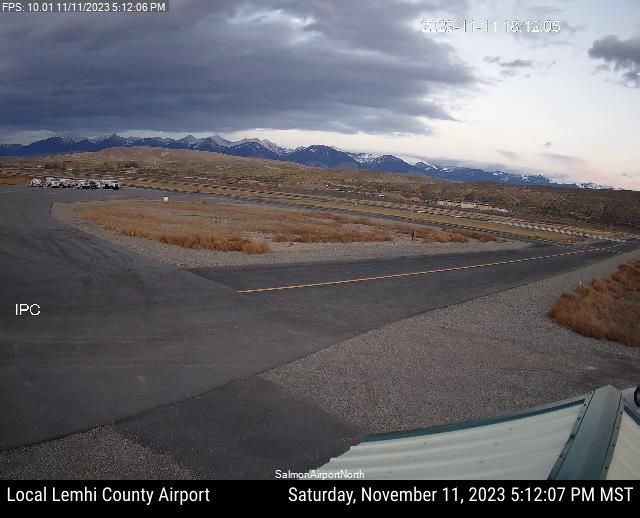 FPS: 10.01 11/11/2023 5:12:06 PM
2023-11-11 18:12:05
IPC
SalmonAirportNorth
Local Lemhi County Airport
Saturday, November 11, 2023 5:12:07 PM MST